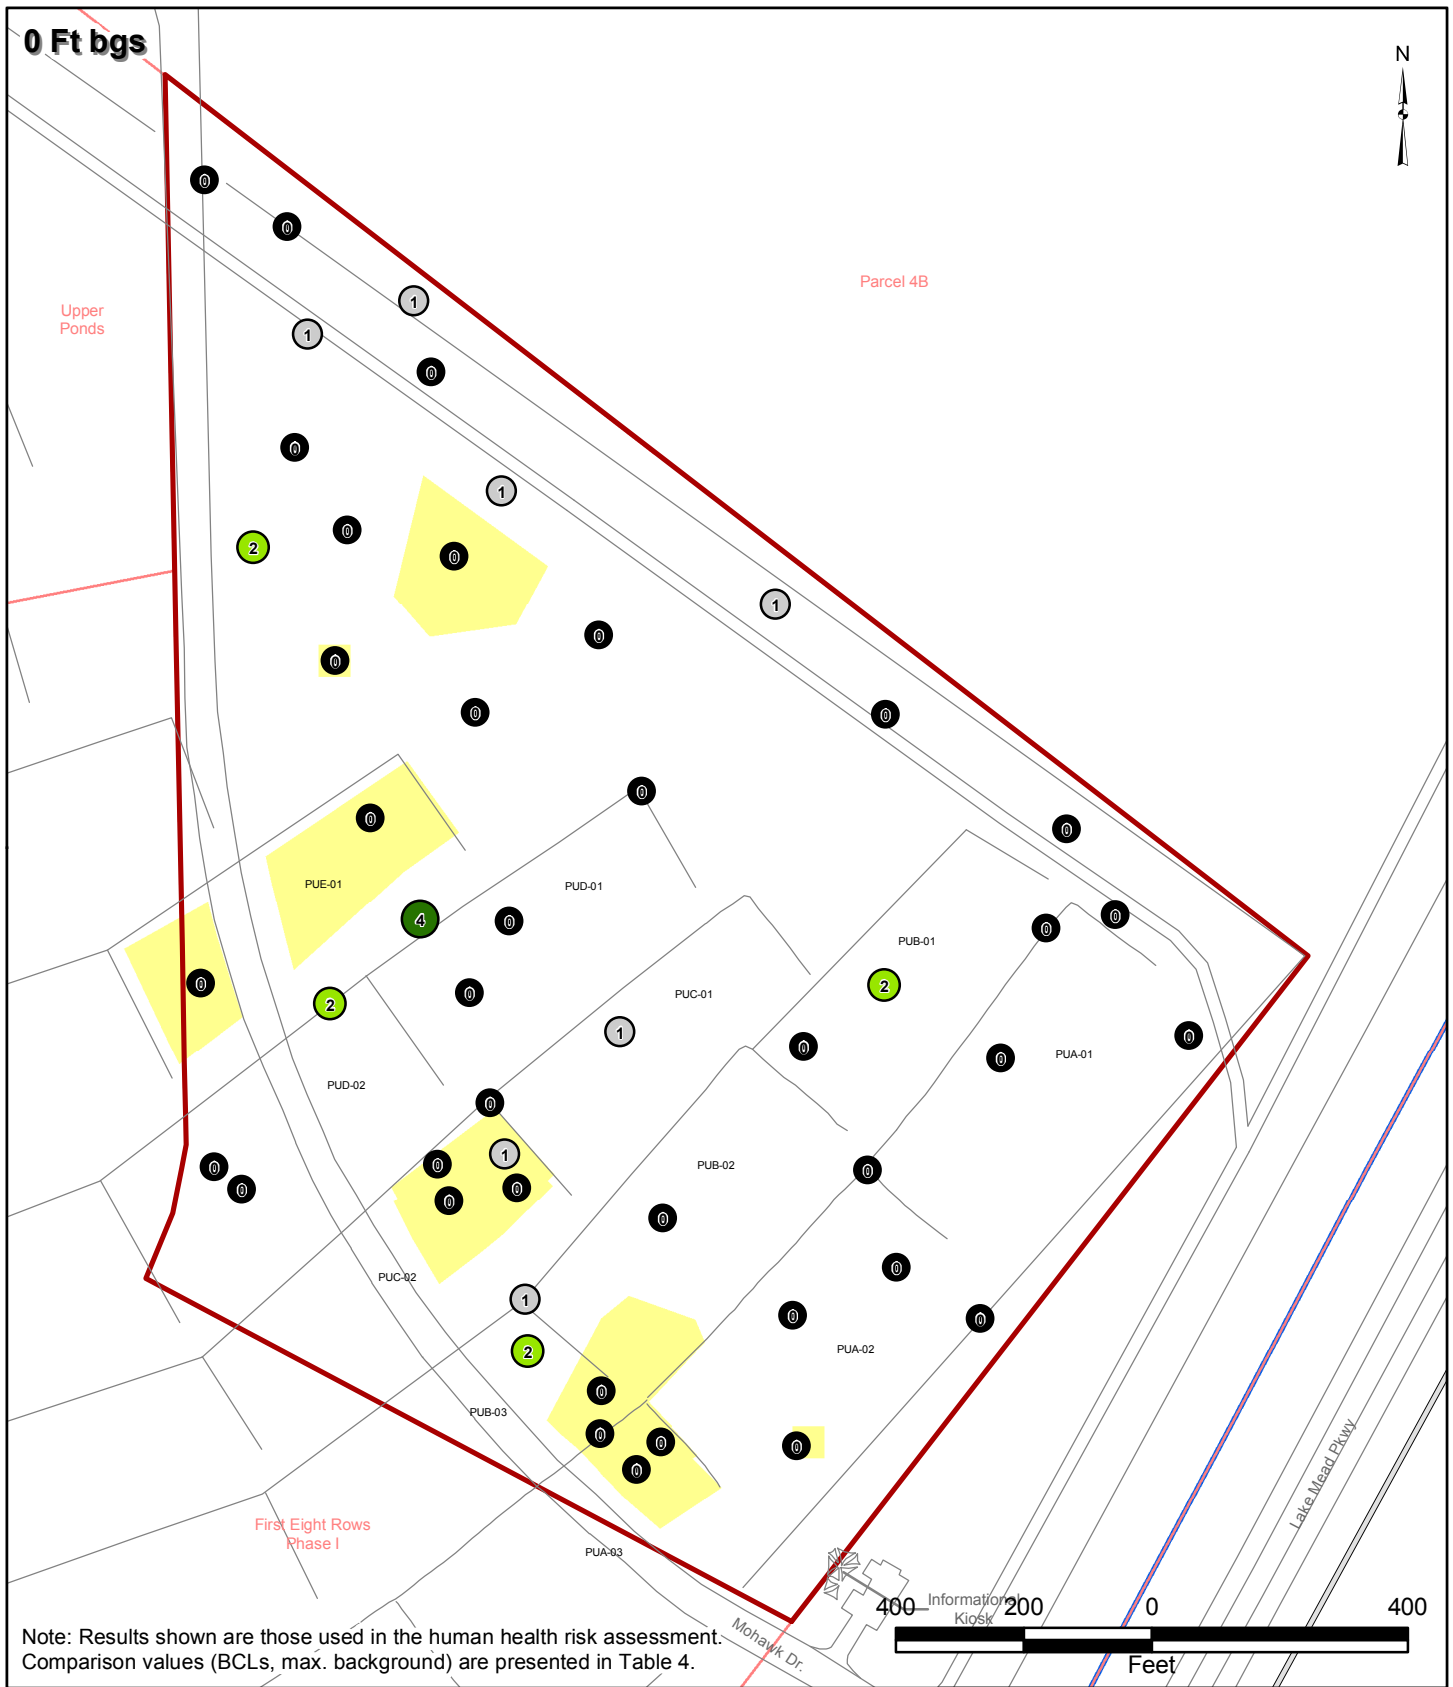 0 Ft bgs
N
0
0
Parcel 4B
1
Upper
Ponds
1
0
0
1
0
2
0
1
0
0
0
0
0
0
0
PUE-01
PUD-01
4
0
0
0
PUB-01
0
2
0
PUC-01
2
1
0
0
PUA-01
0
PUD-02
0
1
0
0
PUB-02
0
0
0
0
0
0
0
PUC-02
1
0
0
PUA-02
2
0
PUB-03
0
0
0
0
Lake Mead Pkwy
First Eight Rows
Phase I
PUA-03
Informational
Kiosk
400 200 0 400
Feet
Mohawk Dr.
Note: Results shown are those used in the human health risk assessment.
Comparison values (BCLs, max. background) are presented in Table 4.